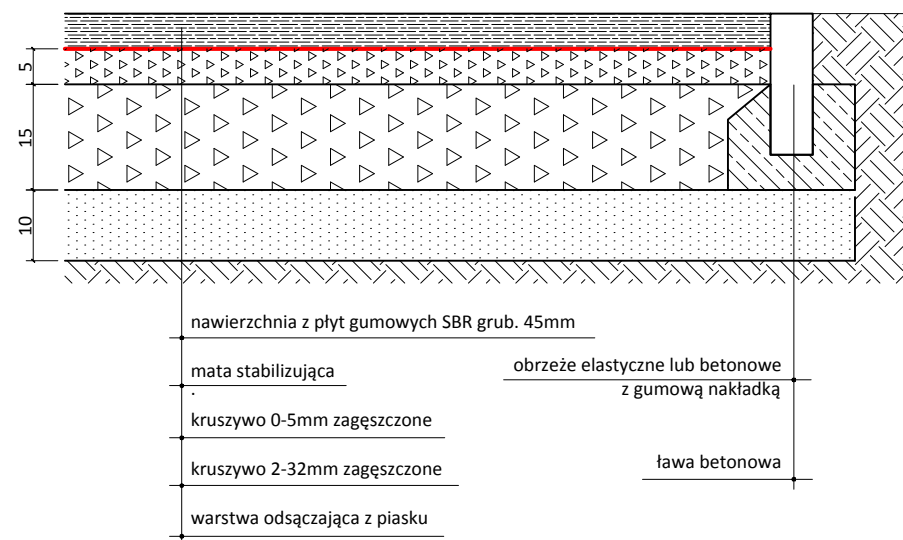 5
15
10
nawierzchnia z płyt gumowych SBR grub. 45mm
mata stabilizująca
.
kruszywo 0-5mm zagęszczone
kruszywo 2-32mm zagęszczone
warstwa odsączająca z piasku
obrzeże elastyczne lub betonowe
z gumową nakładką
ława betonowa